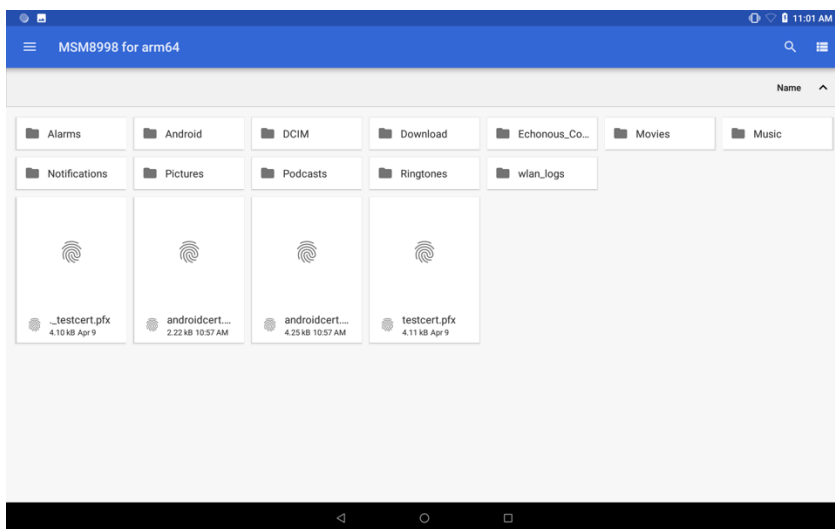 11:01 AM
MSM8998 for arm64
Name
Alarms
Android
DCIM
Download
Echonous_Co...
Movies
Music
Notifications
Pictures
Podcasts
Ringtones
wlan_logs
._testcert.pfx
4.10 kB Apr 9
androidcert....
2.22 kB 10:57 AM
androidcert....
4.25 kB 10:57 AM
testcert.pfx
4.11 kB Apr 9